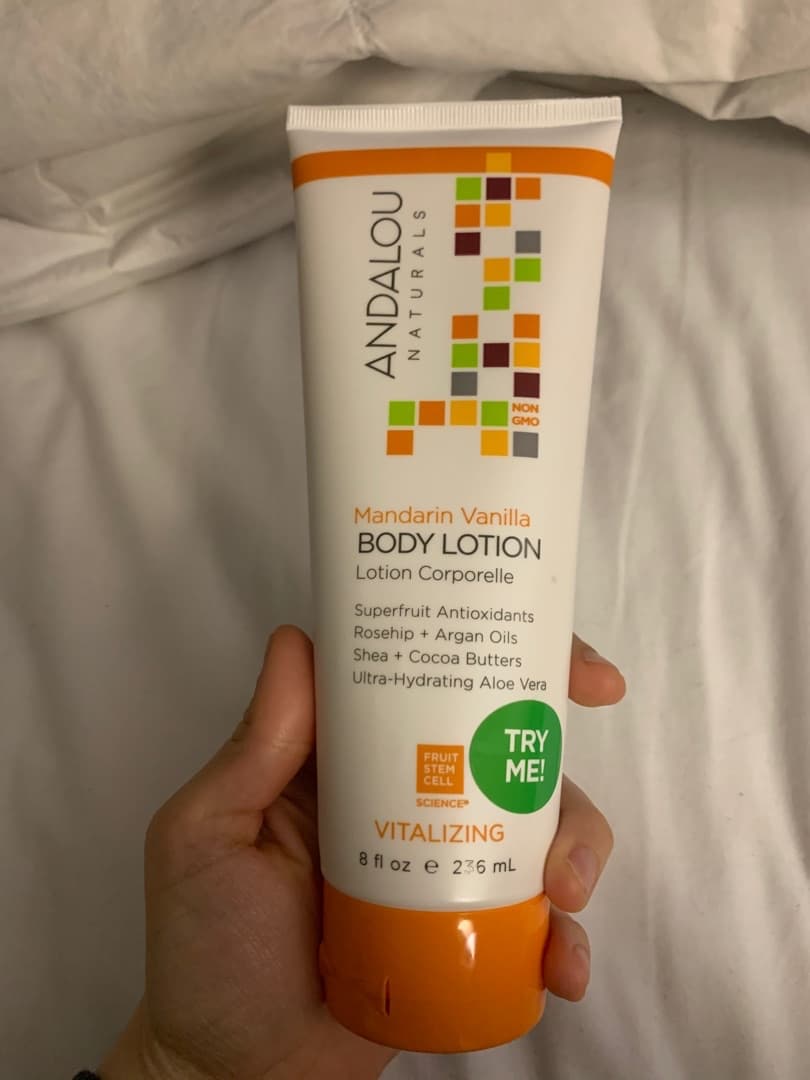 ANDALOU
NATURALS
NON
GMO
Mandarin Vanilla
BODY LOTION
Lotion Corporelle
Superfruit Antioxidants
Rosehip + Argan Oils
Shea + Cocoa Butters
Ultra-Hydrating Aloe Vera
TRY
ME!
FRUIT
STEM
CELL
SCIENCE®
VITALIZING
8 fl oz ℮ 236 mL